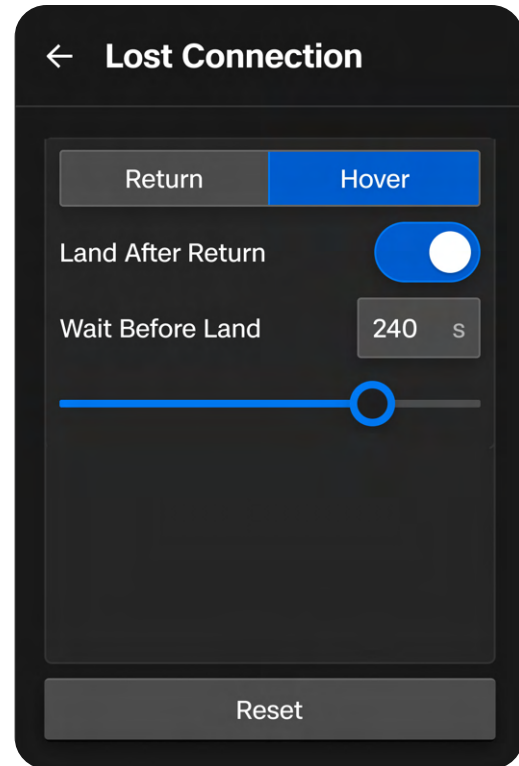 Lost Connection
Return Hover
Land After Return
Wait Before Land 240 s
Reset